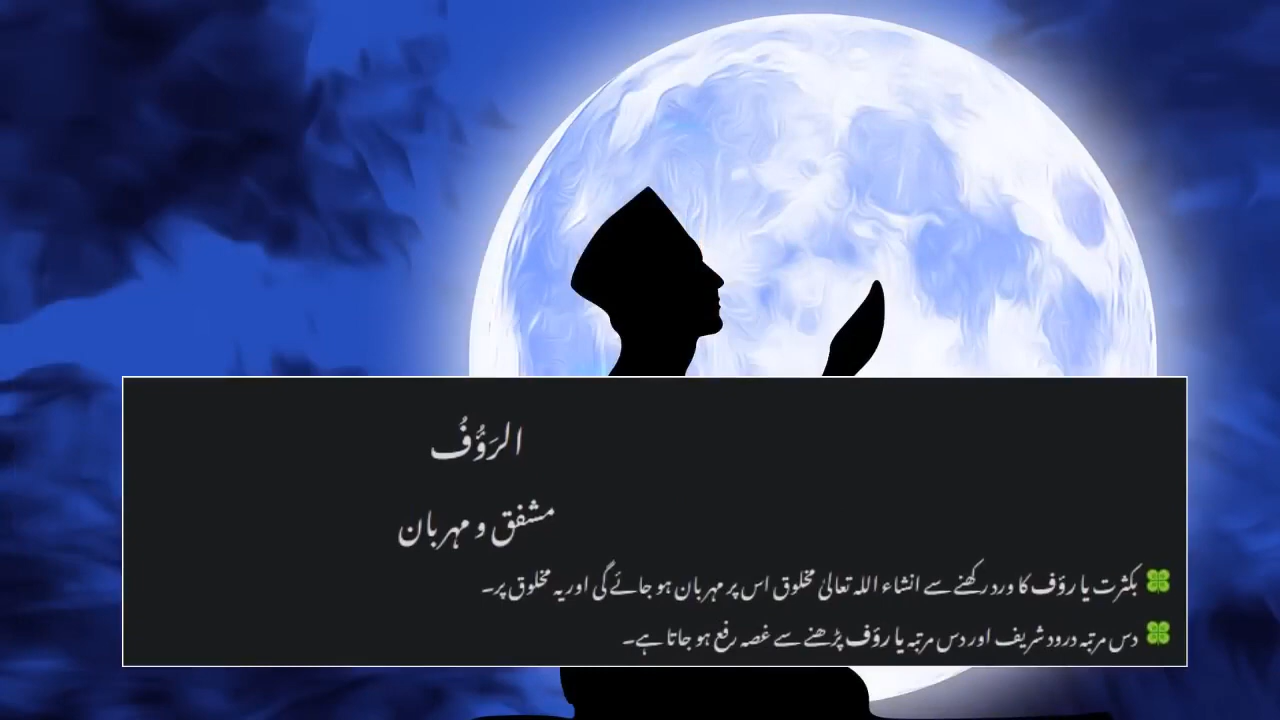 الرَؤُفُ
مشفق و مہربان
بکثرت یا رؤف کا ورد رکھنے سے انشاء اللہ تعالیٰ مخلوق اس پر مہربان ہو جائے گی اور یہ مخلوق پر۔
دس مرتبہ درود شریف اور دس مرتبہ یا رؤف پڑھنے سے غصہ رفع ہو جاتا ہے۔